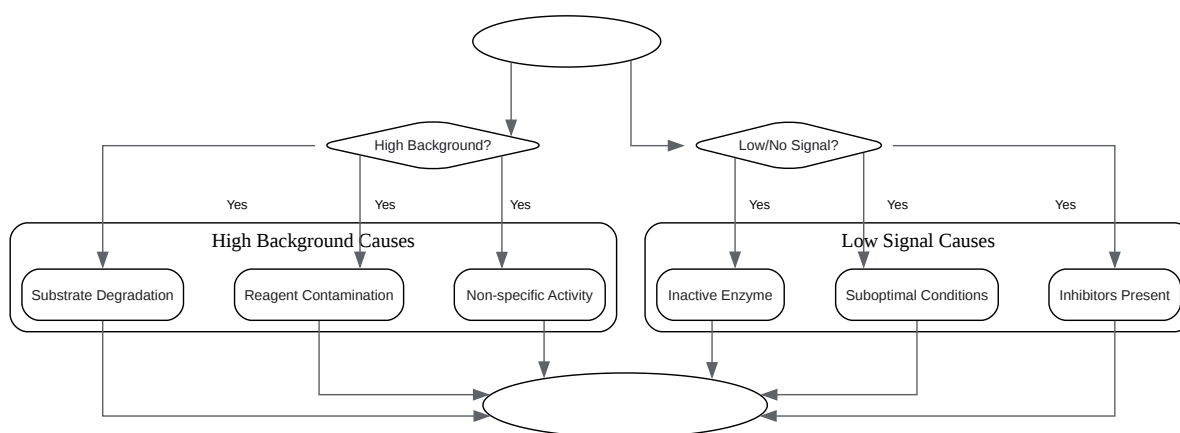 High Background?
Low/No Signal?
Yes
Yes
Yes
Yes
Yes
Yes
High Background Causes
Low Signal Causes
Substrate Degradation
Reagent Contamination
Non-specific Activity
Inactive Enzyme
Suboptimal Conditions
Inhibitors Present